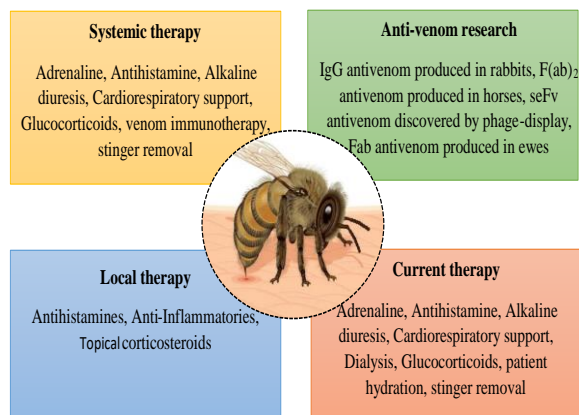 Systemic therapy
Adrenaline, Antihistamine, Alkaline
diuresis, Cardiorespiratory support,
Glucocorticoids, venom immunotherapy,
stinger removal
Anti-venom research
IgG antivenom produced in rabbits, F(ab)₂
antivenom produced in horses, seFv
antivenom discovered by phage-display,
Fab antivenom produced in ewes
Local therapy
Antihistamines, Anti-Inflammatories,
Topical corticosteroids
Current therapy
Adrenaline, Antihistamine, Alkaline
diuresis, Cardiorespiratory support,
Dialysis, Glucocorticoids, patient
hydration, stinger removal